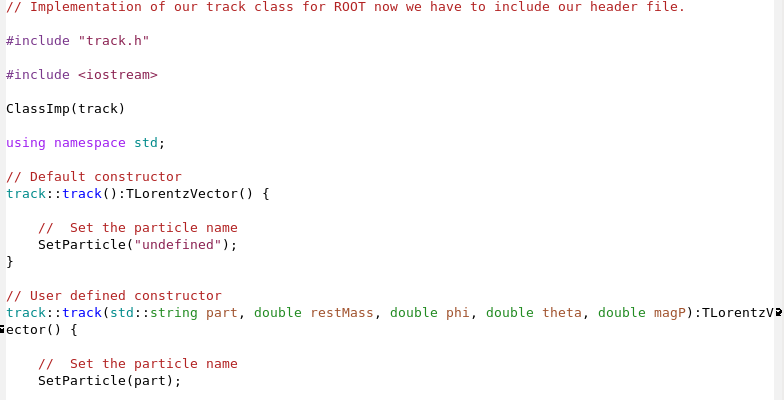 // Implementation of our track class for ROOT now we have to include our header file.
#include "track.h"
#include <iostream>
ClassImp(track)
using namespace std;
// Default constructor
track::track():TLorentzVector() {
    //  Set the particle name
    SetParticle("undefined");
}
// User defined constructor
track::track(std::string part, double restMass, double phi, double theta, double magP):TLorentzV
ector() {
    //  Set the particle name
    SetParticle(part);